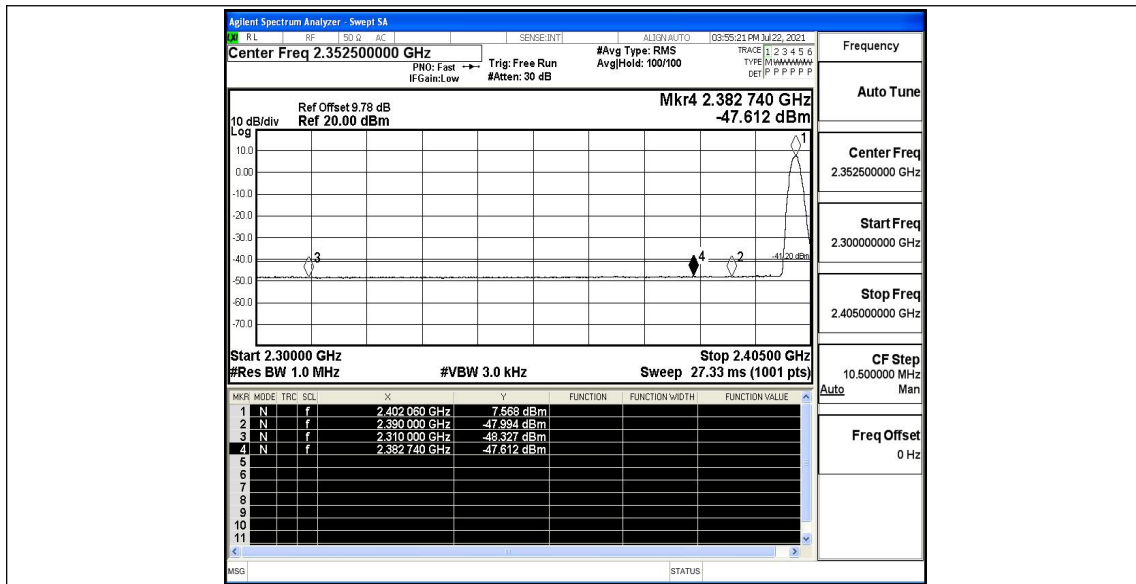 Agilent Spectrum Analyzer - Swept SA
LXI RL RF 50 Ω AC SENSE:INT ALIGN AUTO 03:55:21 PM Jul 22, 2021
Center Freq 2.352500000 GHz
PNO: Fast
IFGain:Low
Trig: Free Run
#Atten: 30 dB
#Avg Type: RMS
Avg|Hold: 100/100
TRACE 1 2 3 4 5 6
TYPE M WWWWW
DET P P P P P P
Ref Offset 9.78 dB
10 dB/div Ref 20.00 dBm
Log
Mkr4 2.382 740 GHz
-47.612 dBm
10.0
0.00
-10.0
-20.0
-30.0
-40.0
-50.0
-60.0
-70.0
1
3
4
2
-41.20 dBm
Start 2.30000 GHz Stop 2.40500 GHz
#Res BW 1.0 MHz #VBW 3.0 kHz Sweep 27.33 ms (1001 pts)
MKR MODE TRC SCL X Y FUNCTION FUNCTION WIDTH FUNCTION VALUE
1 N f 2.402 060 GHz 7.568 dBm
2 N f 2.390 000 GHz -47.994 dBm
3 N f 2.310 000 GHz -48.327 dBm
4 N f 2.382 740 GHz -47.612 dBm
5
6
7
8
9
10
11
MSG STATUS
Frequency
Auto Tune
Center Freq
2.352500000 GHz
Start Freq
2.300000000 GHz
Stop Freq
2.405000000 GHz
CF Step
10.500000 MHz
Auto Man
Freq Offset
0 Hz